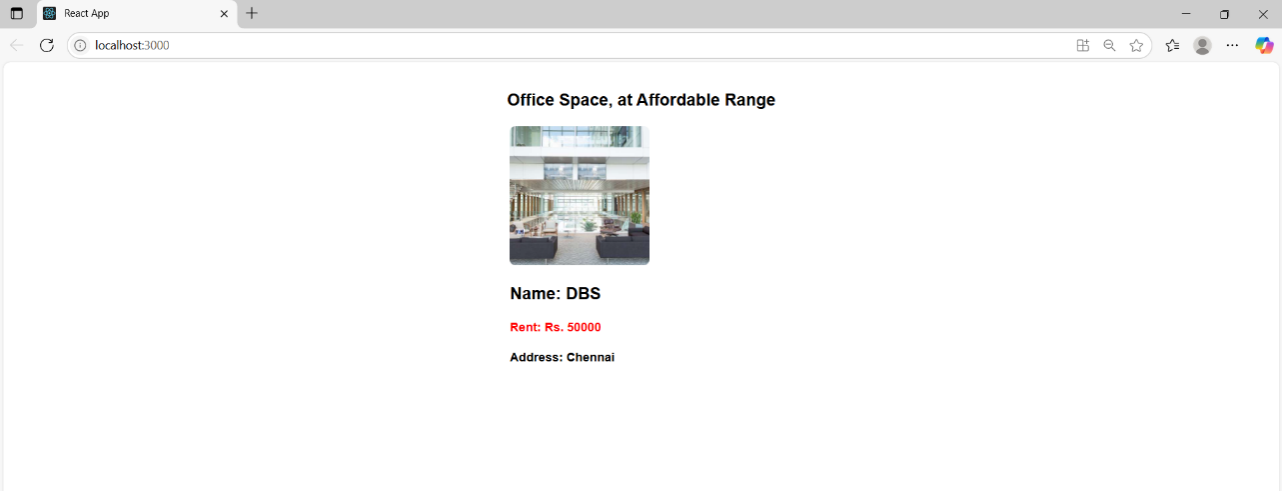 React App
localhost:3000
Office Space, at Affordable Range
Name: DBS
Rent: Rs. 50000
Address: Chennai